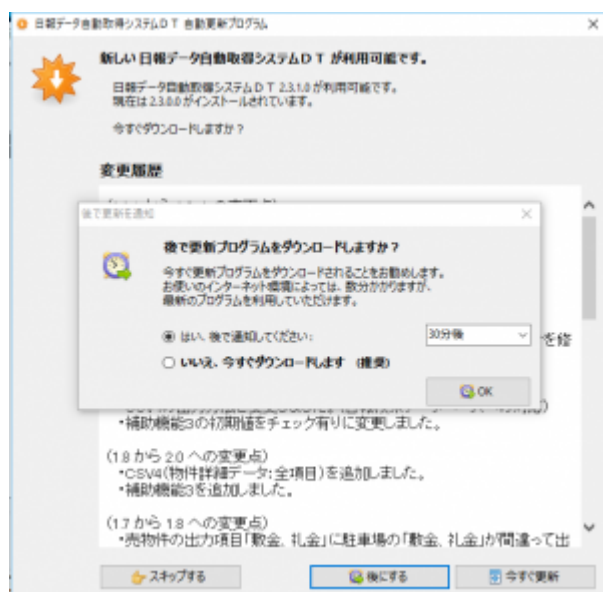 日報データ自動取得システムＤＴ 自動更新プログラム
新しい 日報データ自動取得システムＤＴ が利用可能です。
日報データ自動取得システムＤＴ 2.3.1.0 が利用可能です。
現在は 2.3.0.0 がインストールされています。
今すぐダウンロードしますか？
変更履歴
後で更新を通知
後で更新プログラムをダウンロードしますか？
今すぐ更新プログラムをダウンロードされることをお勧めします。
お使いのインターネット環境によっては、数分かかりますが、
最新のプログラムを利用していただけます。
はい、後で通知してください:
30分後
を修
いいえ、今すぐダウンロードします （推奨）
OK
・補助機能3の初期値をチェック有りに変更しました。
(1.8 から 2.0 への変更点)
・CSV4(物件詳細データ:全項目)を追加しました。
・補助機能3を追加しました。
(1.7 から 1.8 への変更点)
・売物件の出力項目「敷金、礼金」に駐車場の「敷金、礼金」が間違って出
スキップする
後にする
今すぐ更新